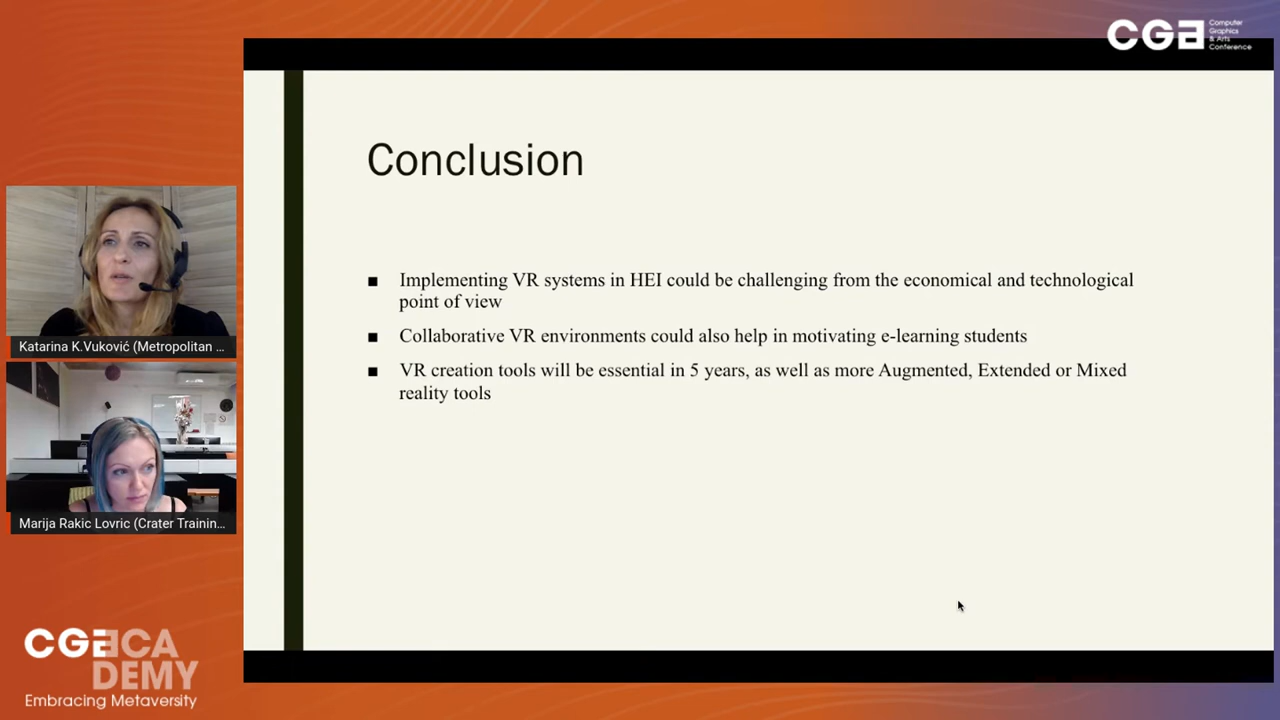 CGA
Computer
Graphics
& Arts
Conference
Conclusion
■ Implementing VR systems in HEI could be challenging from the economical and technological
point of view
■ Collaborative VR environments could also help in motivating e-learning students
■ VR creation tools will be essential in 5 years, as well as more Augmented, Extended or Mixed
reality tools
Katarina K.Vuković (Metropolitan ...
Marija Rakic Lovric (Crater Trainin...
CGACA
DEMY
Embracing Metaversity